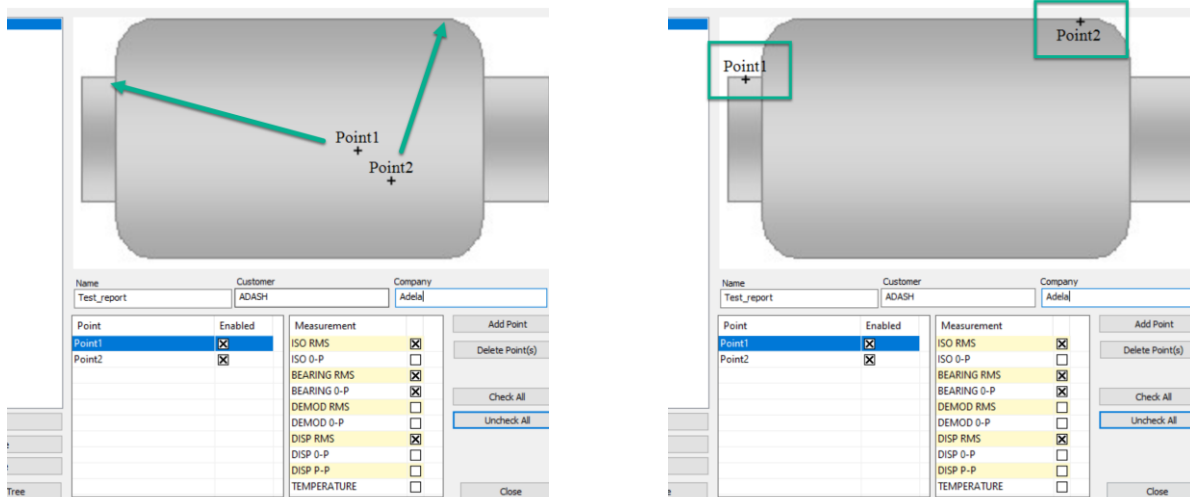 Point1
Point2
Name Customer Company
Test_report ADASH Adela
Point Enabled Measurement
Point1 ISO RMS
Point2 ISO 0-P
BEARING RMS
BEARING 0-P
DEMOD RMS
DEMOD 0-P
DISP RMS
DISP 0-P
DISP P-P
TEMPERATURE
Add Point
Delete Point(s)
Check All
Uncheck All
Close
Tree
Point2
Point1
Name Customer Company
Test_report ADASH Adela
Point Enabled Measurement
Point1 ISO RMS
Point2 ISO 0-P
BEARING RMS
BEARING 0-P
DEMOD RMS
DEMOD 0-P
DISP RMS
DISP 0-P
DISP P-P
TEMPERATURE
Add Point
Delete Point(s)
Check All
Uncheck All
Close